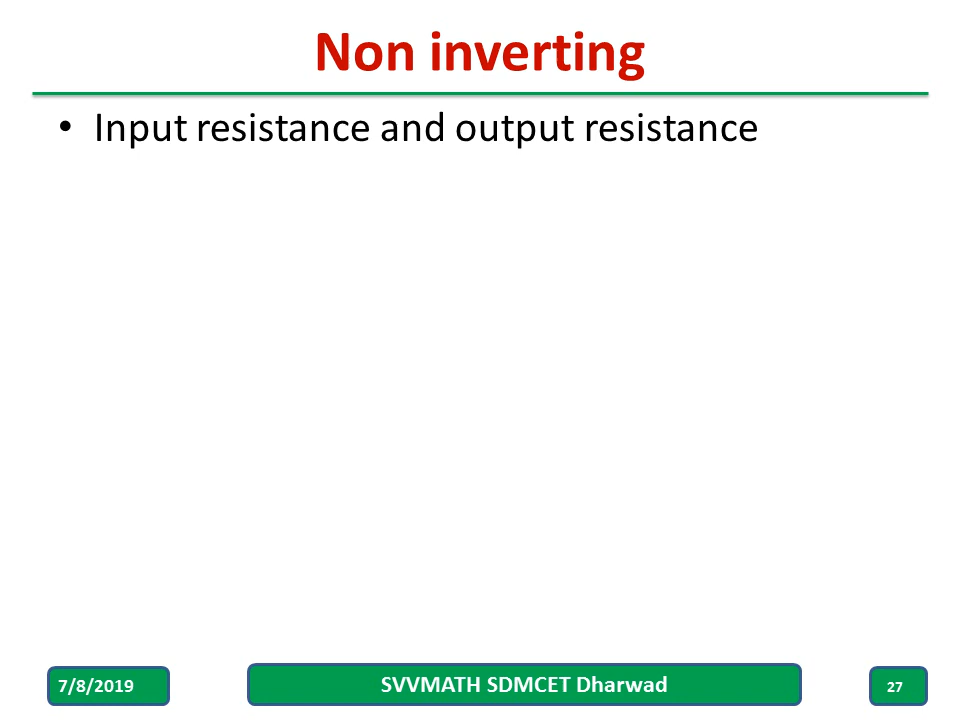 Non inverting
• Input resistance and output resistance
7/8/2019
SVVMATH SDMCET Dharwad
27